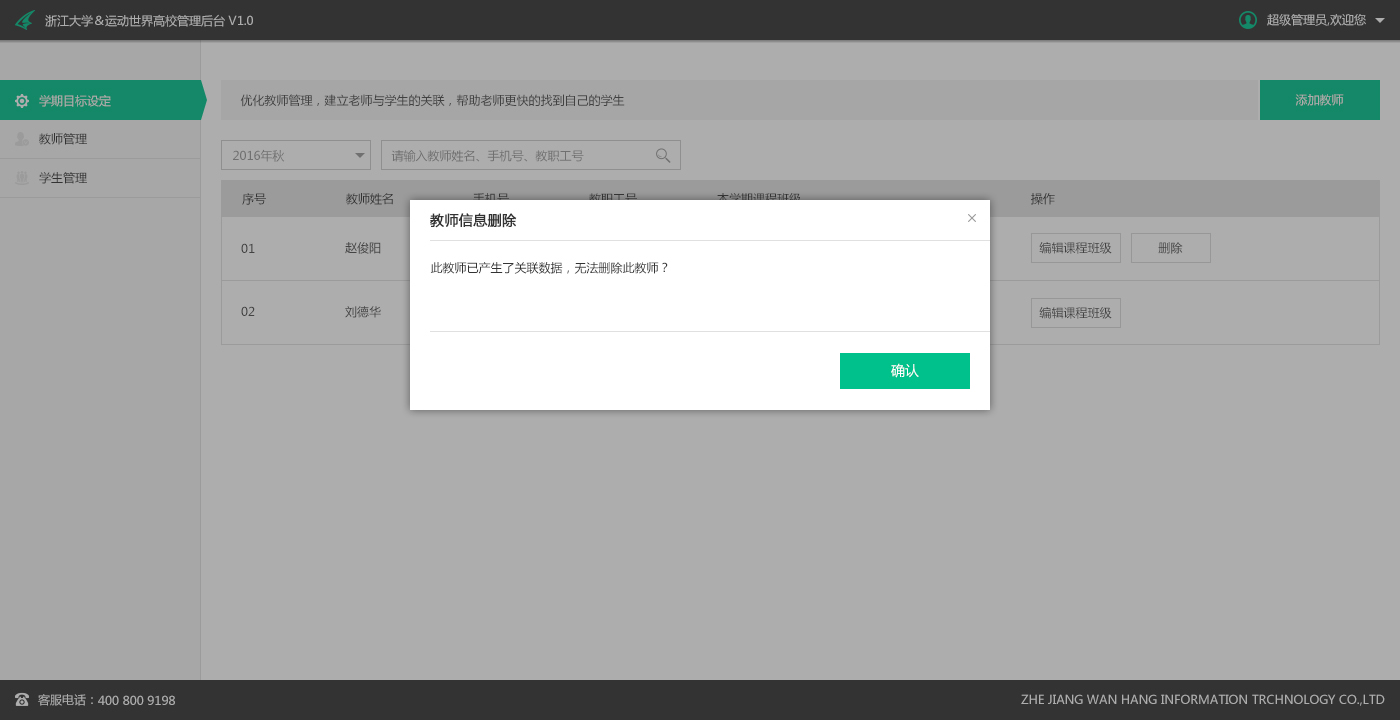 浙江大学&运动世界高校管理后台 V1.0
超级管理员,欢迎您
学期目标设定
教师管理
学生管理
优化教师管理，建立老师与学生的关联，帮助老师更快的找到自己的学生
添加教师
2016年秋
请输入教师姓名、手机号、教职工号
序号 教师姓名 手机号 教职工号 本学期课程班级 操作
01 赵俊阳 编辑课程班级 删除
02 刘德华 编辑课程班级
教师信息删除
×
此教师已产生了关联数据，无法删除此教师？
确认
客服电话：400 800 9198
ZHE JIANG WAN HANG INFORMATION TRCHNOLOGY CO.,LTD